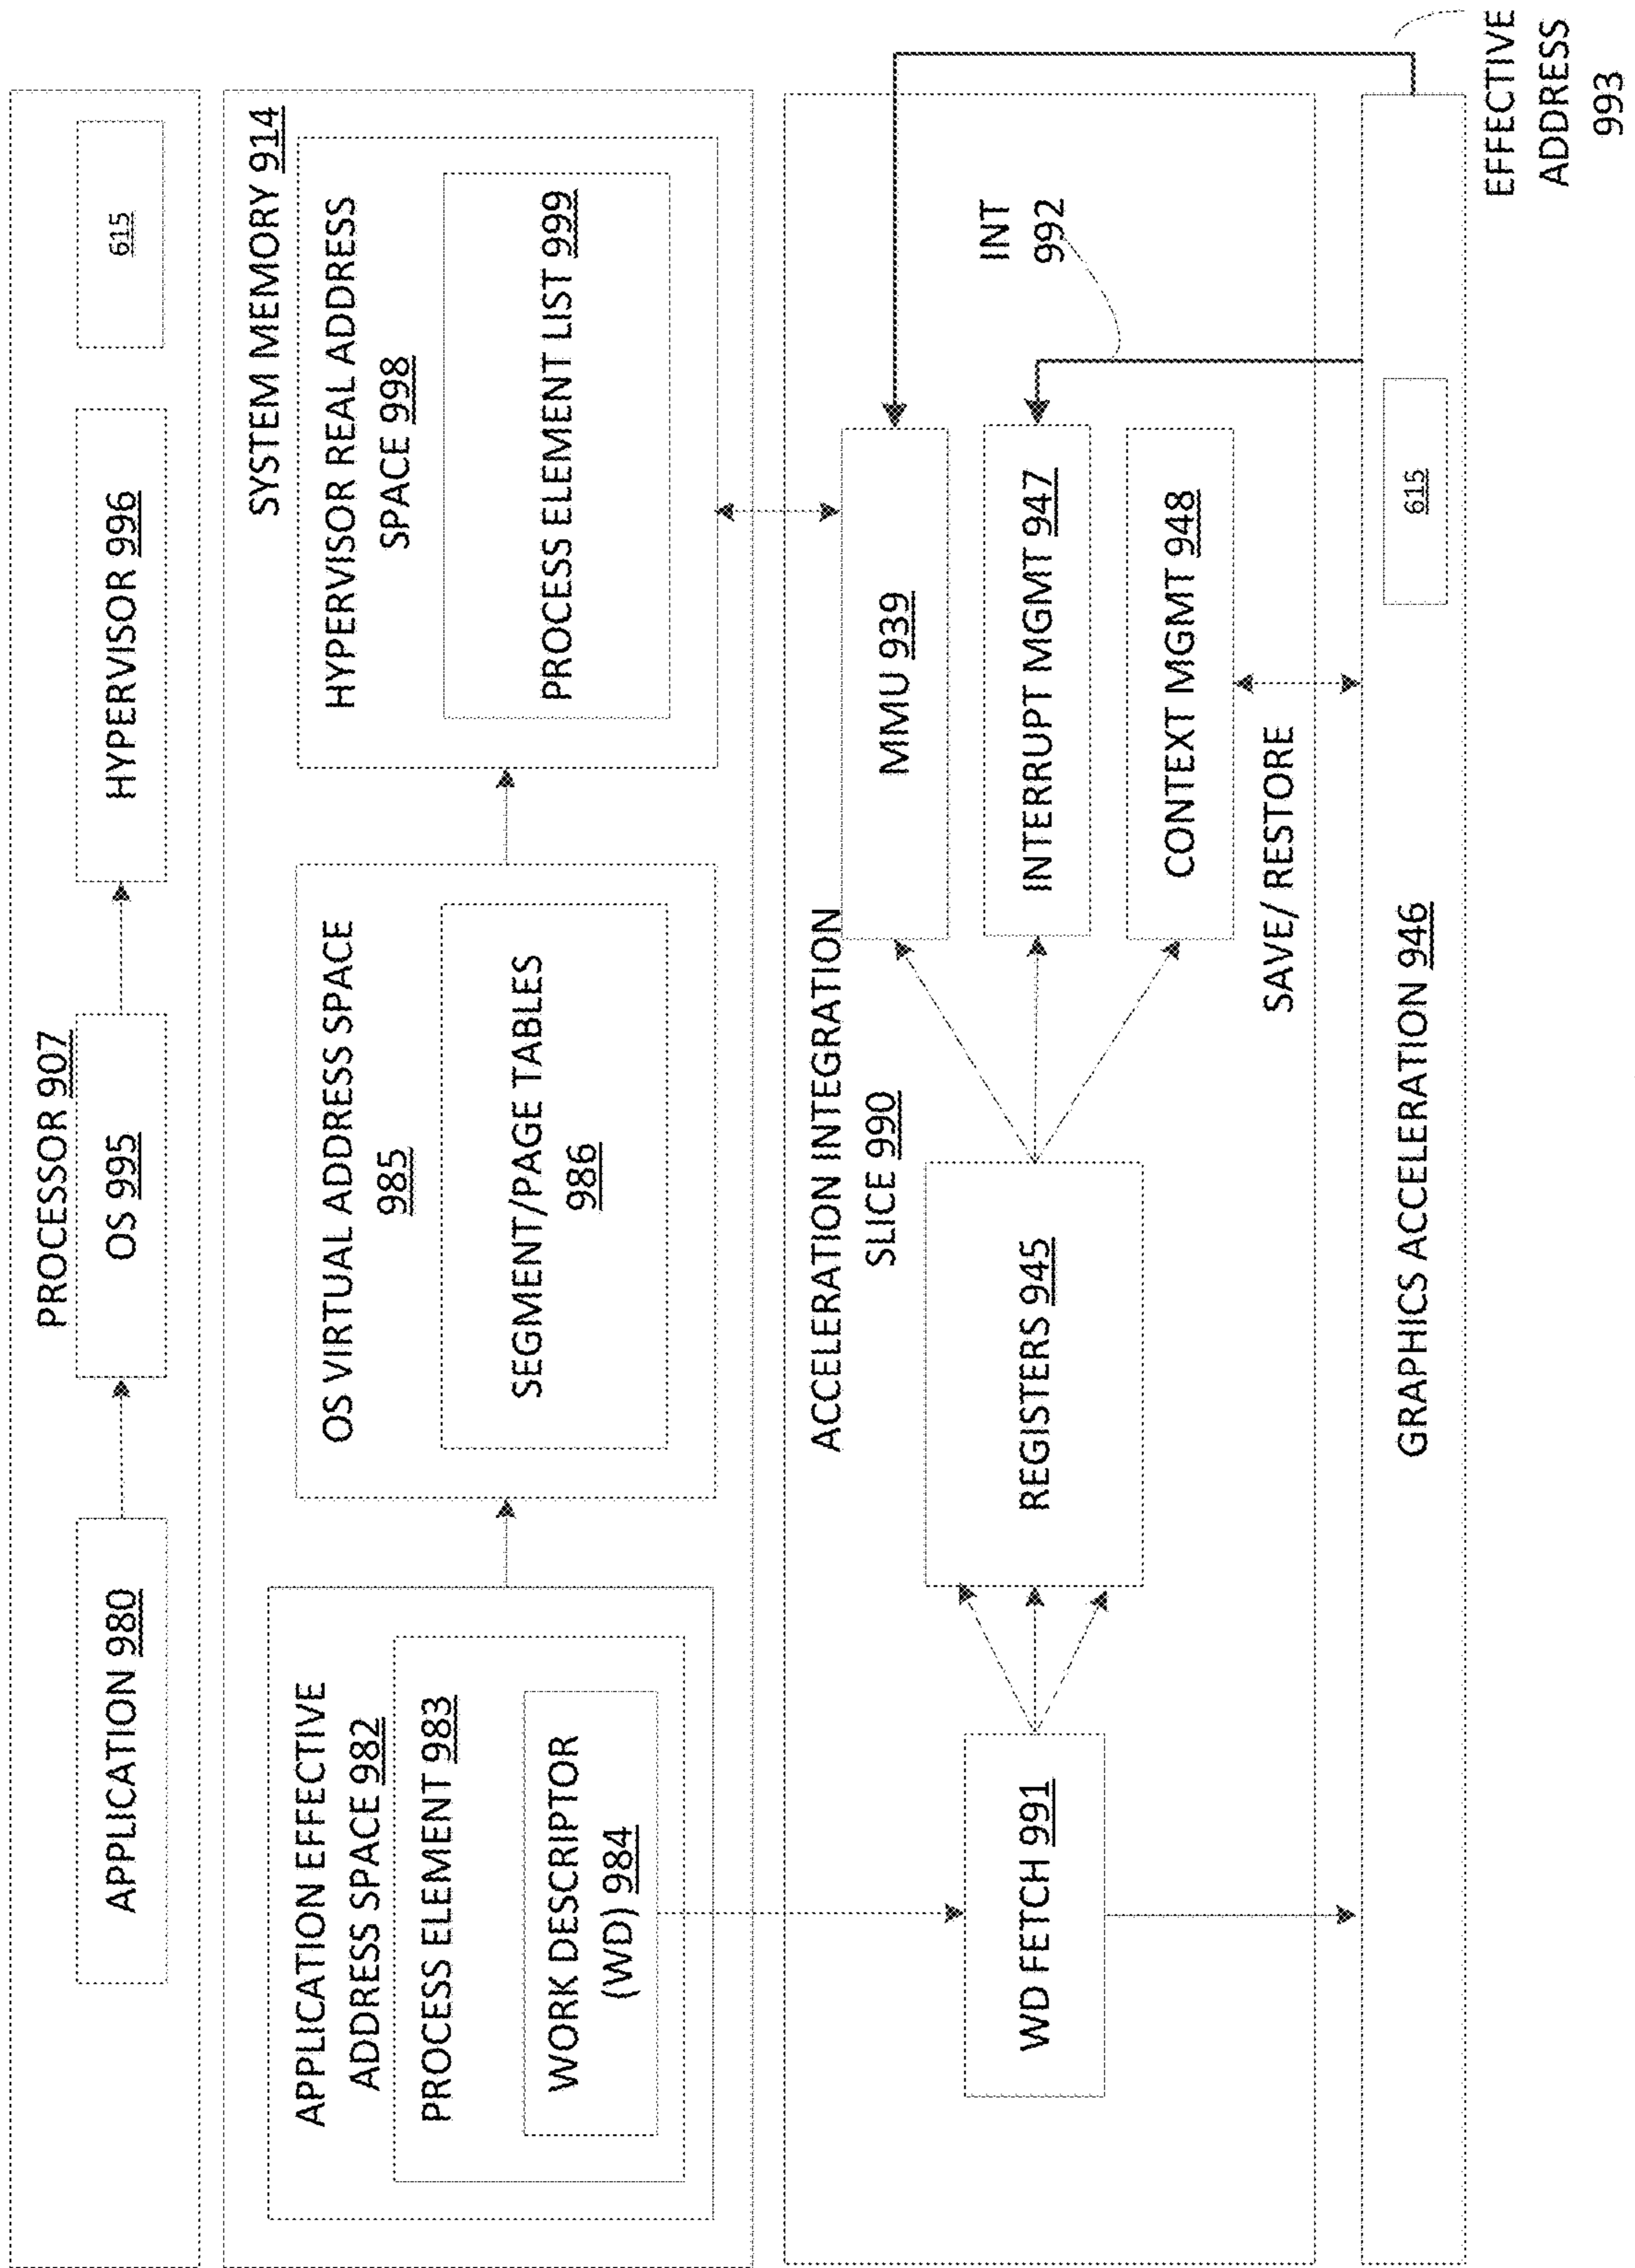 PROCESSOR 907
APPLICATION 980
OS 995
HYPERVISOR 996
615
SYSTEM MEMORY 914
APPLICATION EFFECTIVE
ADDRESS SPACE 982
PROCESS ELEMENT 983
WORK DESCRIPTOR
(WD) 984
OS VIRTUAL ADDRESS SPACE
985
SEGMENT/PAGE TABLES
986
HYPERVISOR REAL ADDRESS
SPACE 998
PROCESS ELEMENT LIST 999
ACCELERATION INTEGRATION
SLICE 990
WD FETCH 991
REGISTERS 945
MMU 939
INTERRUPT MGMT 947
CONTEXT MGMT 948
INT
992
SAVE/ RESTORE
GRAPHICS ACCELERATION 946
615
EFFECTIVE
ADDRESS
993